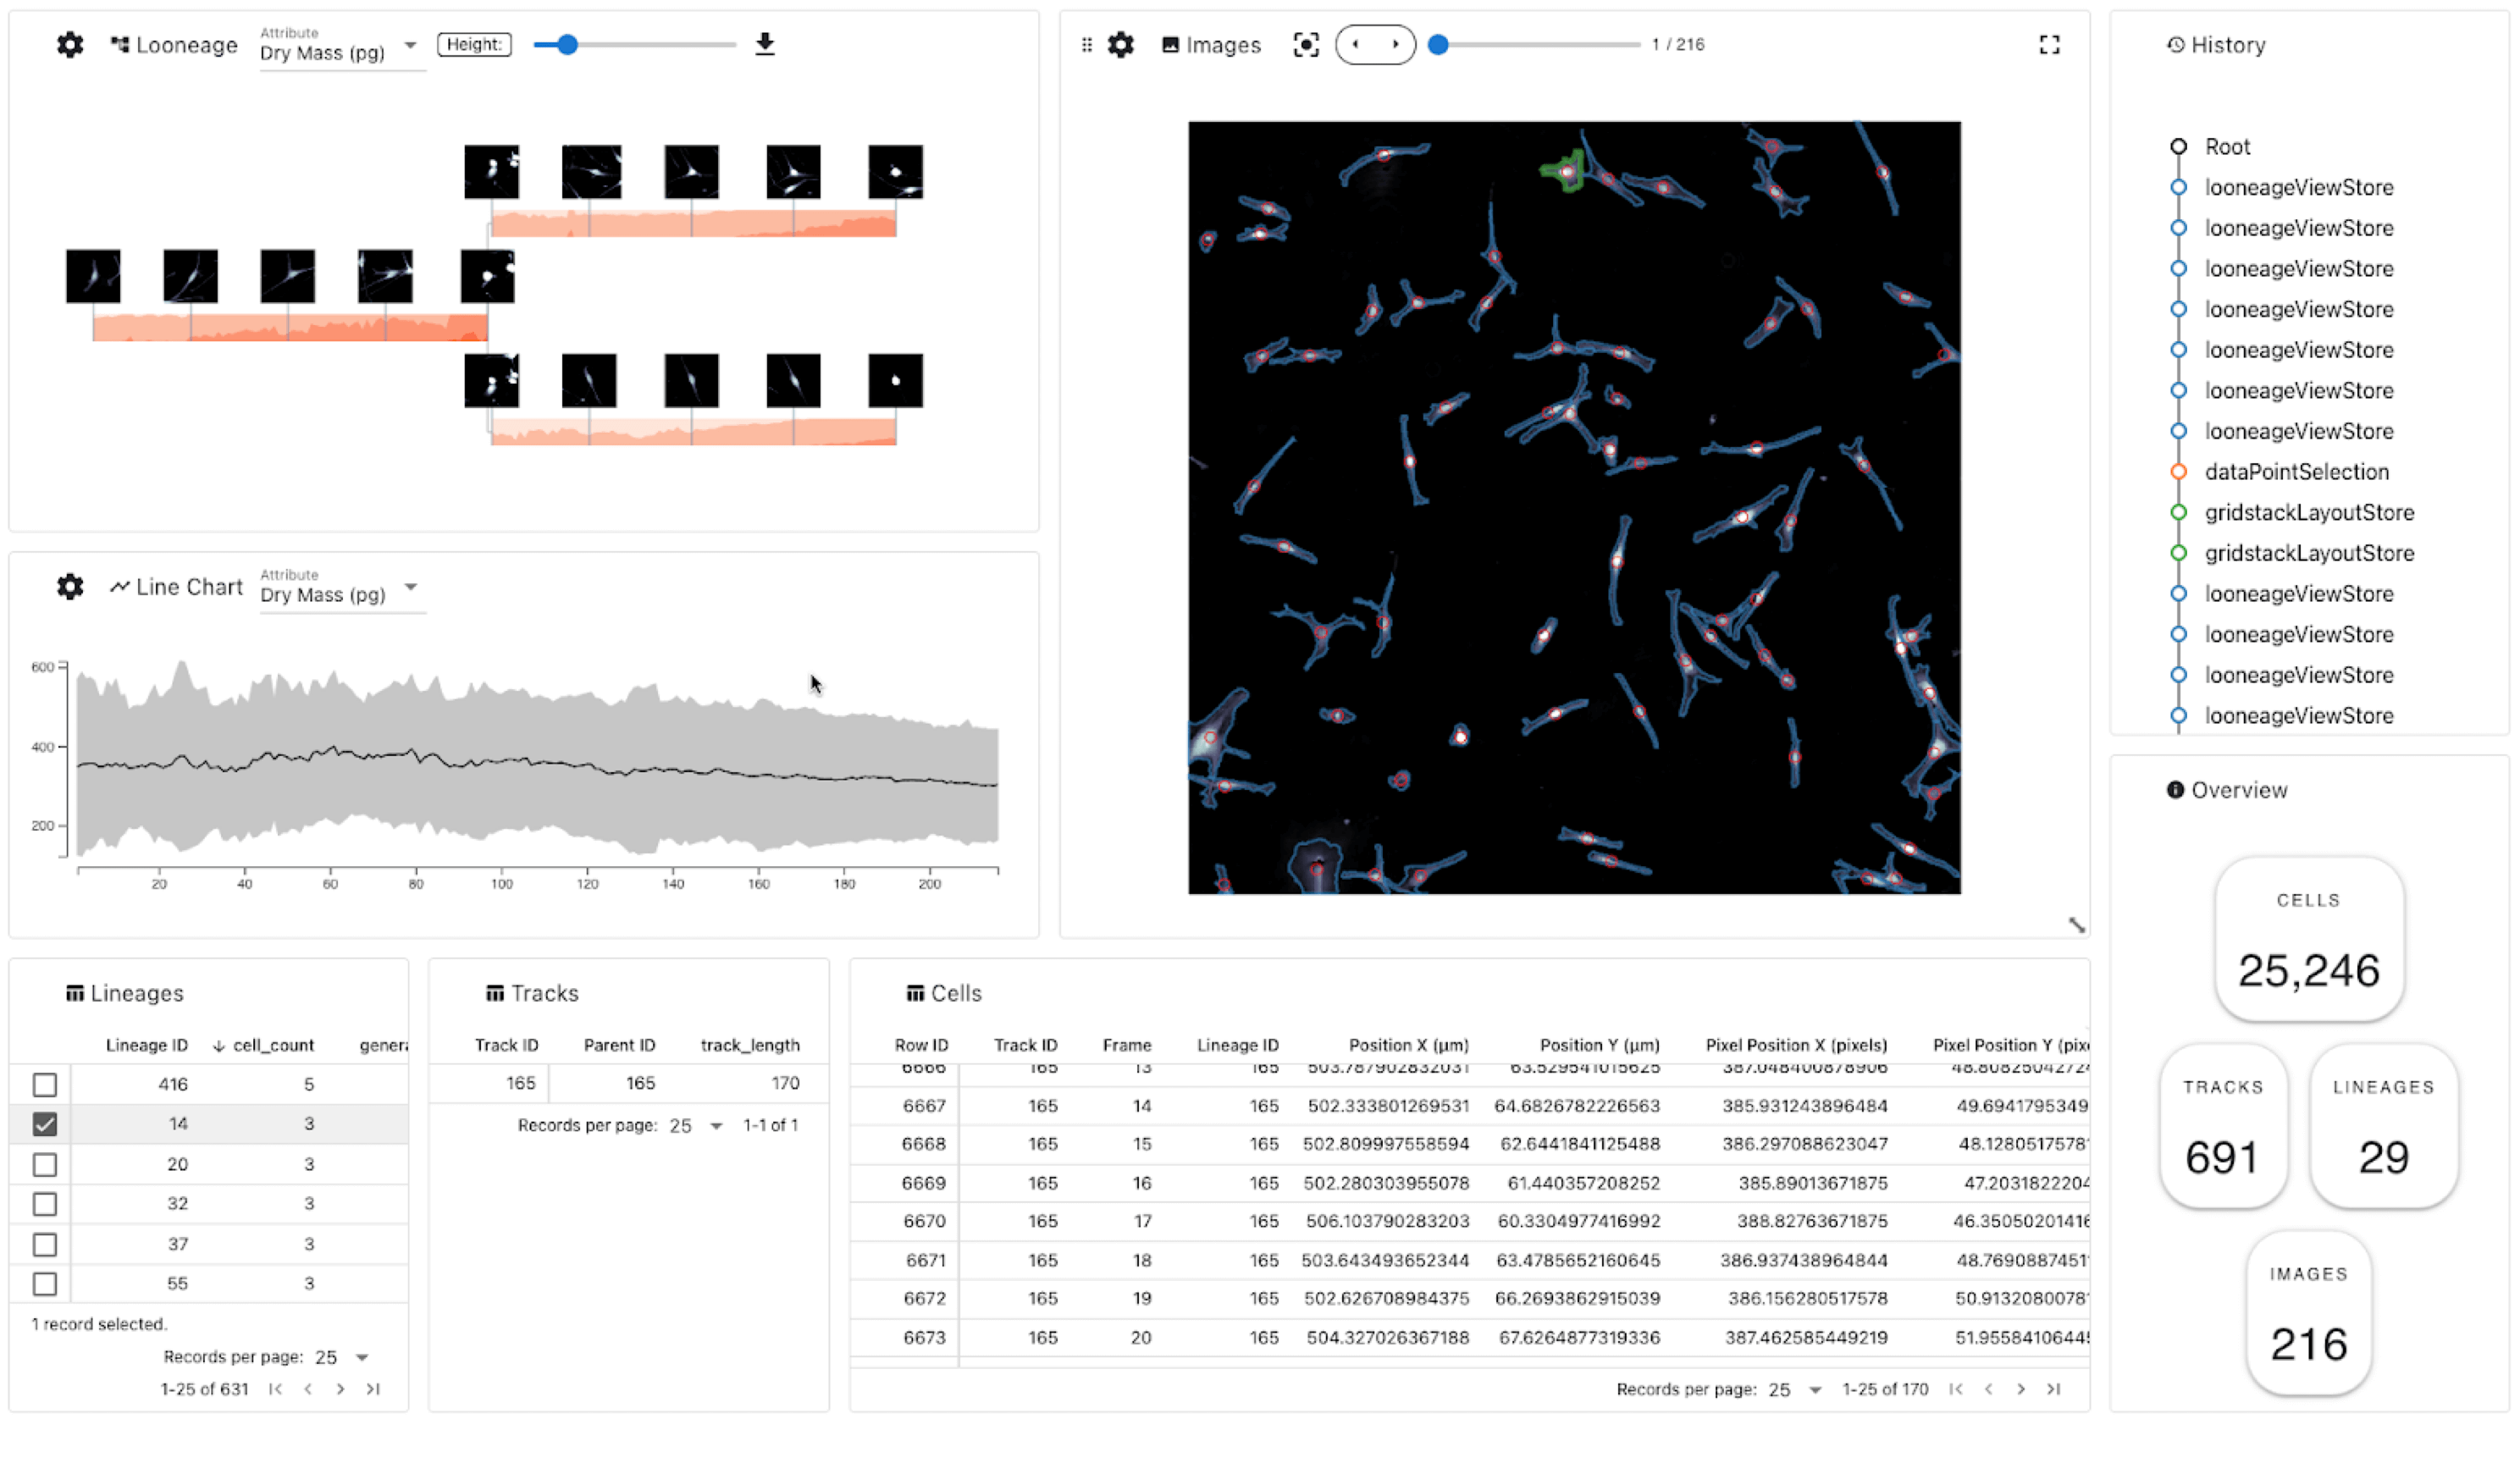 Looneage
Attribute
Dry Mass (pg)
Height:
Images
1 / 216
History
Root
looneageViewStore
looneageViewStore
looneageViewStore
looneageViewStore
looneageViewStore
looneageViewStore
looneageViewStore
dataPointSelection
gridstackLayoutStore
gridstackLayoutStore
looneageViewStore
looneageViewStore
looneageViewStore
looneageViewStore
Line Chart
Attribute
Dry Mass (pg)
600
400
200
20 40 60 80 100 120 140 160 180 200
Overview
CELLS
25,246
TRACKS
691
LINEAGES
29
IMAGES
216
Lineages
Lineage ID cell_count genera
416 5
14 3
20 3
32 3
37 3
55 3
1 record selected.
Records per page: 25
1-25 of 631
Tracks
Track ID Parent ID track_length
165 165 170
Records per page: 25 1-1 of 1
Cells
Row ID Track ID Frame Lineage ID Position X (µm) Position Y (µm) Pixel Position X (pixels) Pixel Position Y (pix
6666 165 13 165 503.787902832031 63.529541015625 387.048400878906
6667 165 14 165 502.333801269531 64.6826782226563 385.931243896484 49.6941795349
6668 165 15 165 502.809997558594 62.6441841125488 386.297088623047 48.128051757
6669 165 16 165 502.280303955078 61.440357208252 385.89013671875 47.2031822204
6670 165 17 165 506.103790283203 60.3304977416992 388.82763671875 46.3505020141
6671 165 18 165 503.643493652344 63.4785652160645 386.937438964844 48.7690887451
6672 165 19 165 502.626708984375 66.2693862915039 386.156280517578 50.913208007
6673 165 20 165 504.327026367188 67.6264877319336 387.462585449219 51.955841064
Records per page: 25 1-25 of 170